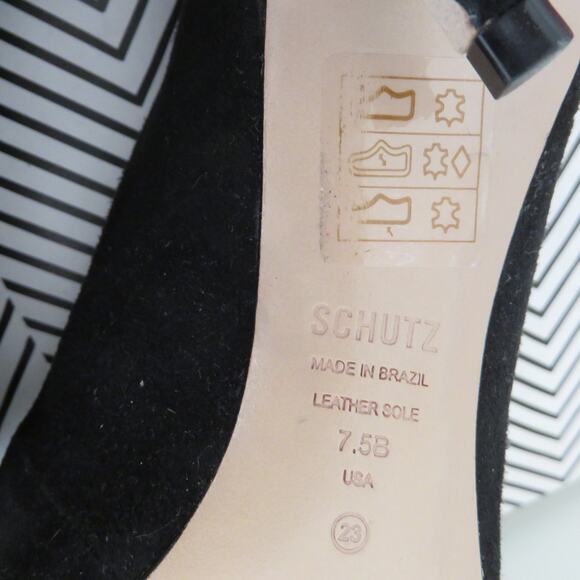 SCHUTZ
MADE IN BRAZIL
LEATHER SOLE
7.5B
USA
23